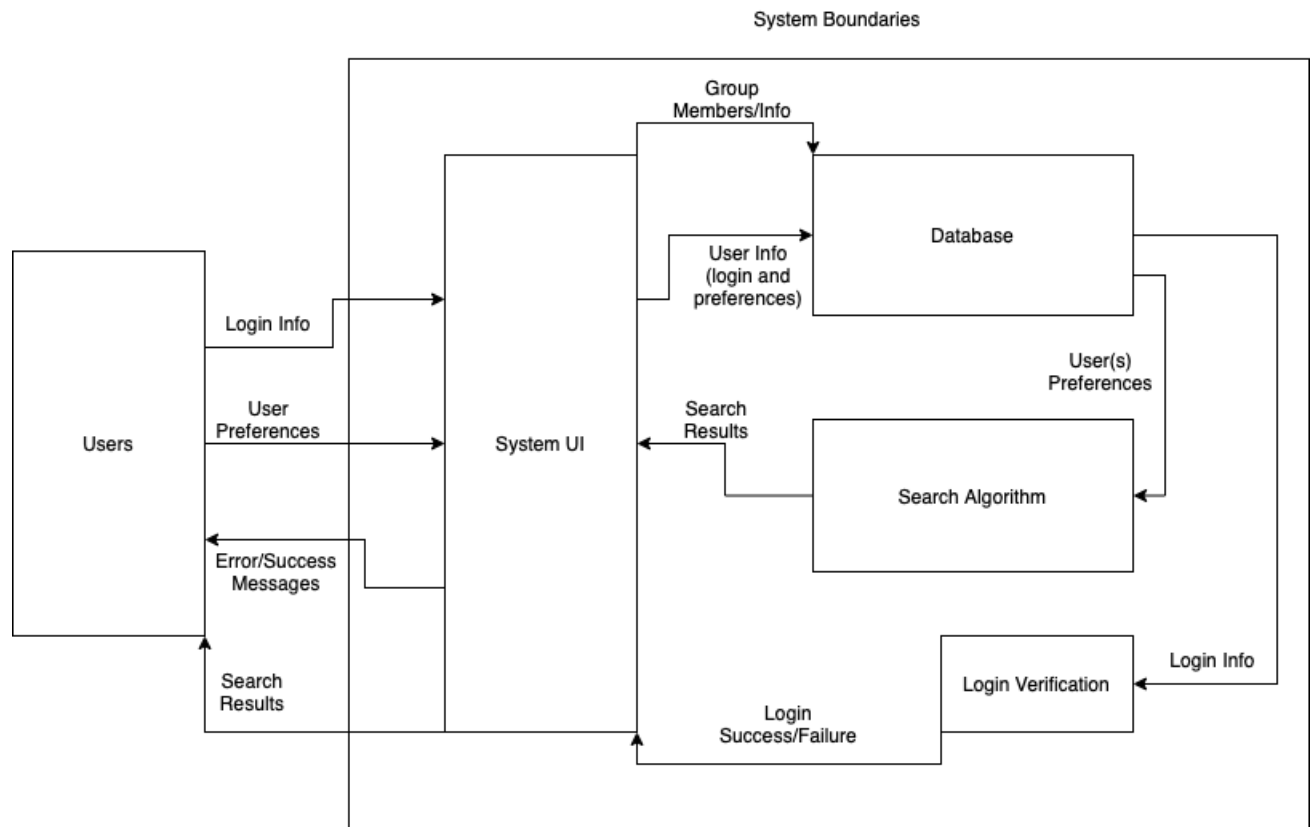 System Boundaries
Group
Members/Info
Database
User Info
(login and
preferences)
Login Info
User(s)
Preferences
User
Preferences
Search
Results
Users
System UI
Search Algorithm
Error/Success
Messages
Search
Results
Login
Success/Failure
Login Verification
Login Info